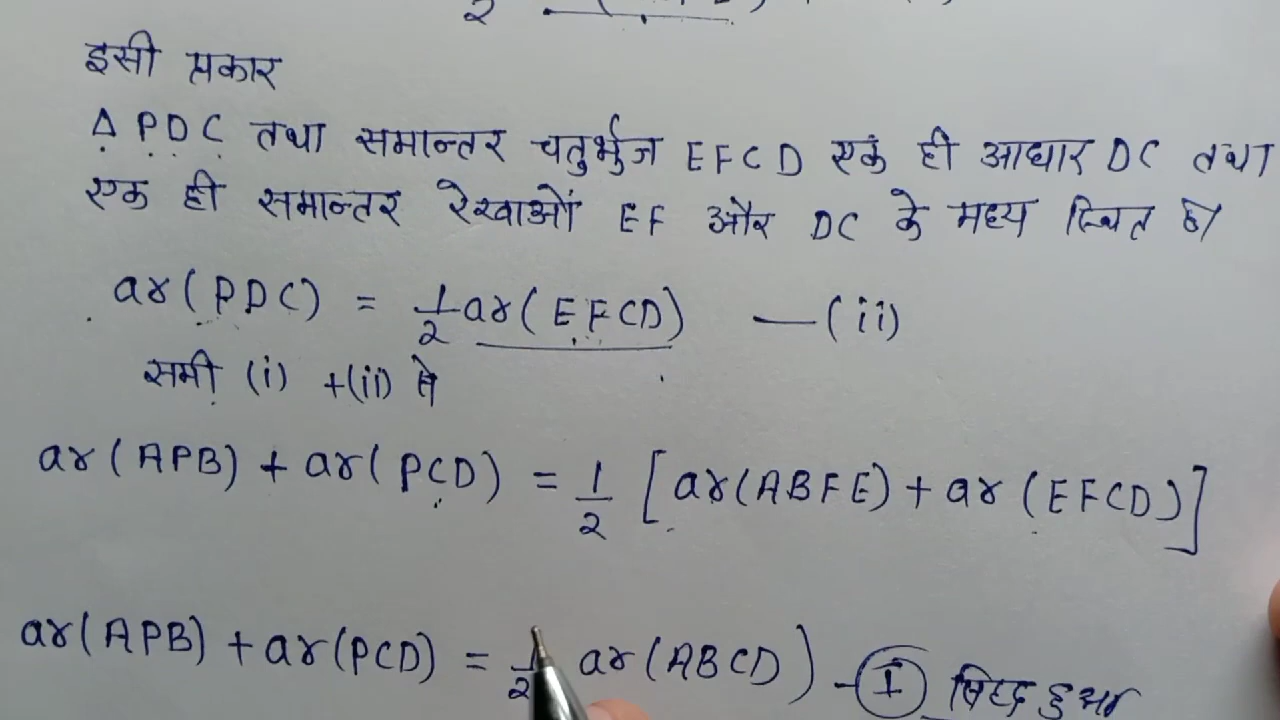 इसी प्रकार
Δ PDC तथा समान्तर चतुर्भुज EFCD एक ही आधार DC तथा
एक ही समान्तर रेखाओं EF और DC के मध्य स्थित है।
ar(PDC) = 1/2 ar(EFCD) —(ii)
समी (i) +(ii) से
ar(APB) + ar(PCD) = 1/2 [ar(ABFE) + ar(EFCD)]
ar(APB) + ar(PCD) = 1/2 ar(ABCD) - I सिद्ध हुआ